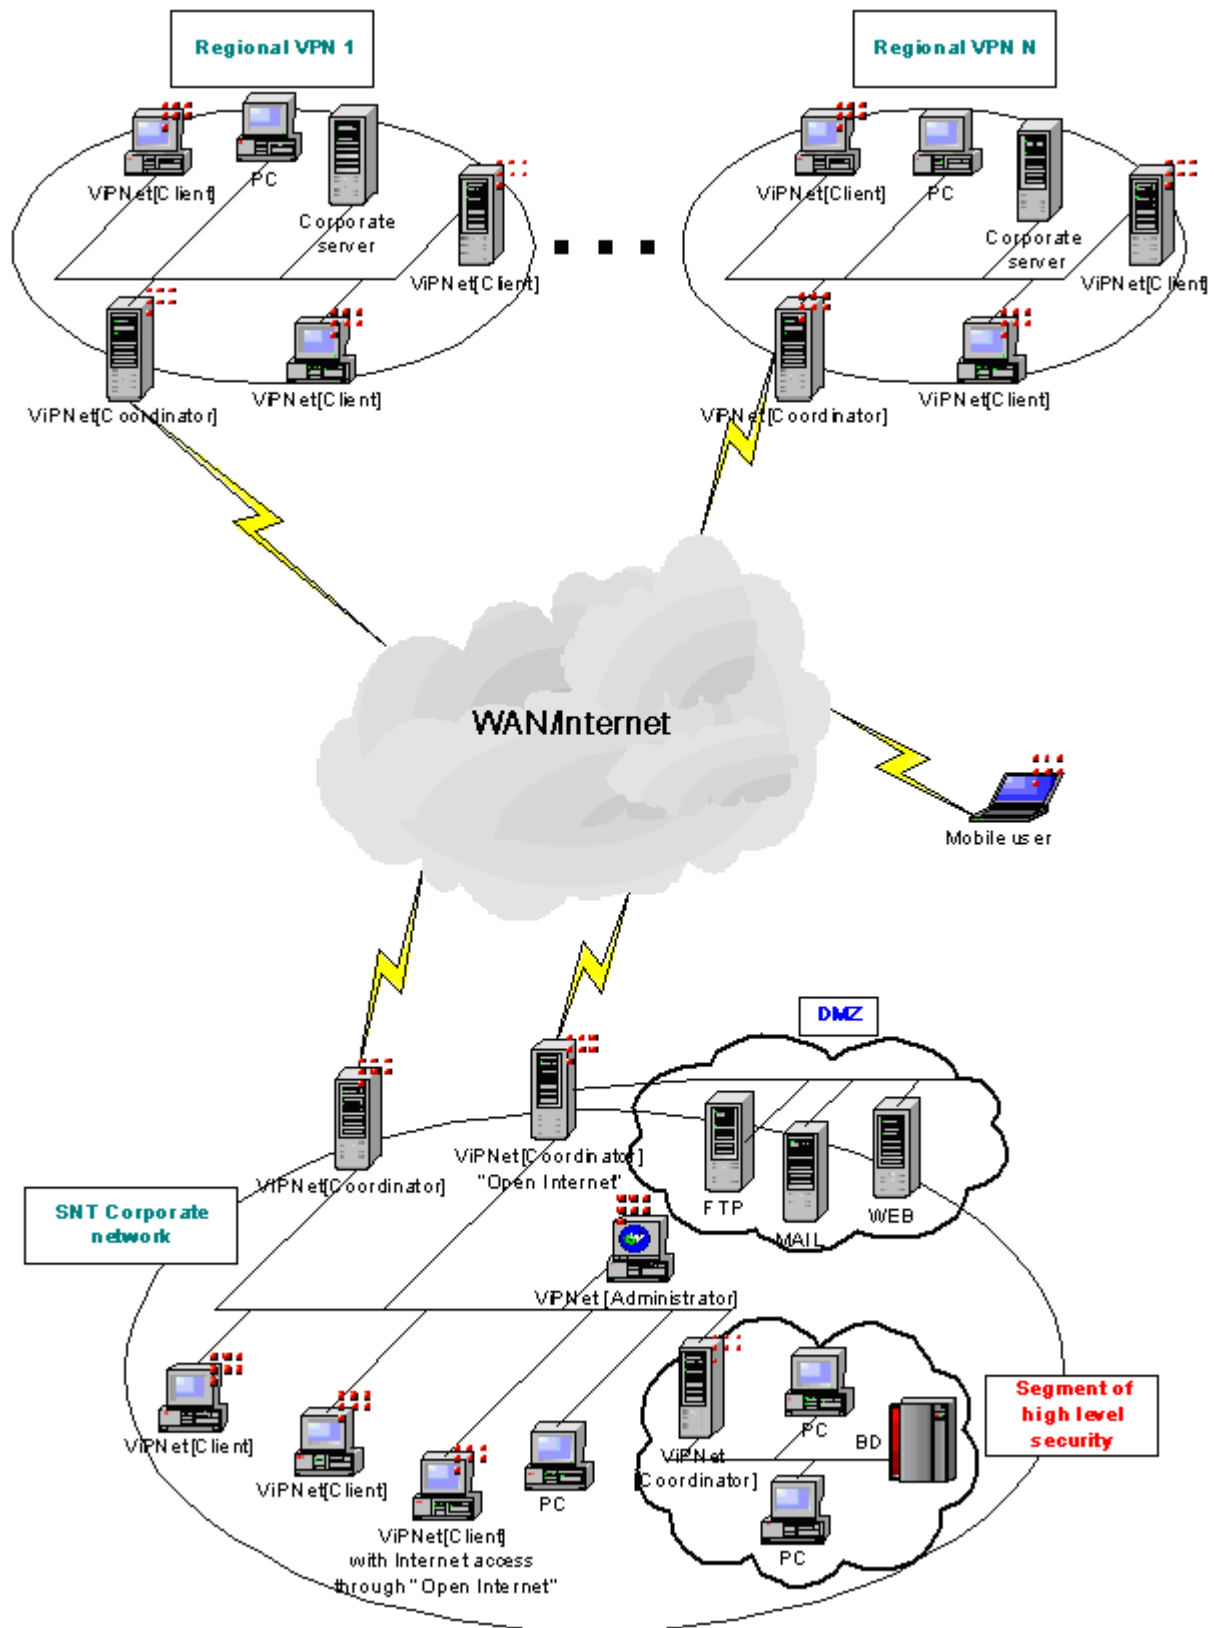 Regional VPN 1
Regional VPN N
ViPNet[Client]
PC
Corporate
server
ViPNet[Client]
ViPNet[Coordinator]
ViPNet[Client]
ViPNet[Client]
PC
Corporate
server
ViPNet[Client]
ViPNet[Coordinator]
ViPNet[Client]
WAN/Internet
Mobile user
DMZ
ViPNet[Coordinator]
ViPNet[Coordinator]
"Open Internet"
FTP
MAIL
WEB
SNT Corporate
network
ViPNet [Administrator]
ViPNet[Client]
ViPNet[Client]
ViPNet[Client]
with Internet access
through "Open Internet"
PC
ViPNet
[Coordinator]
PC
BD
PC
Segment of
high level
security